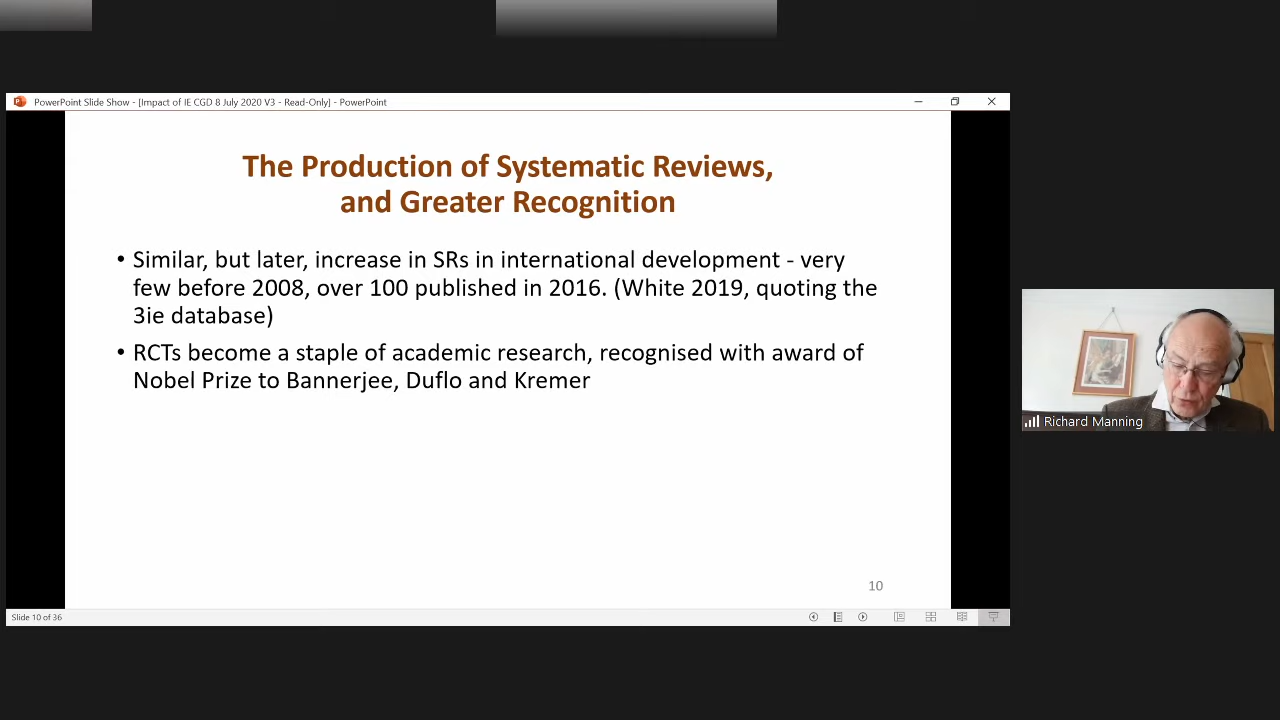 PowerPoint Slide Show - [Impact of IE CGD 8 July 2020 V3 - Read-Only] - PowerPoint
The Production of Systematic Reviews,
and Greater Recognition
• Similar, but later, increase in SRs in international development - very
few before 2008, over 100 published in 2016. (White 2019, quoting the
3ie database)
• RCTs become a staple of academic research, recognised with award of
Nobel Prize to Bannerjee, Duflo and Kremer
10
Slide 10 of 36
Richard Manning